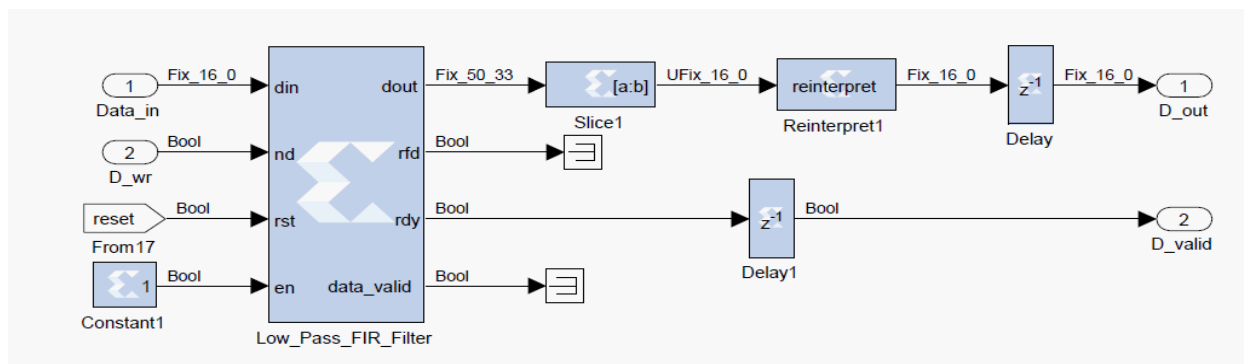 1
Data_in
Fix_16_0
din
dout
Fix_50_33
[a:b]
Slice1
UFix_16_0
reinterpret
Reinterpret1
Fix_16_0
z-1
Delay
Fix_16_0
1
D_out
2
D_wr
Bool
nd
rfd
Bool
reset
From17
Bool
rst
rdy
Bool
z-1
Delay1
Bool
2
D_valid
1
Constant1
Bool
en
data_valid
Bool
Low_Pass_FIR_Filter